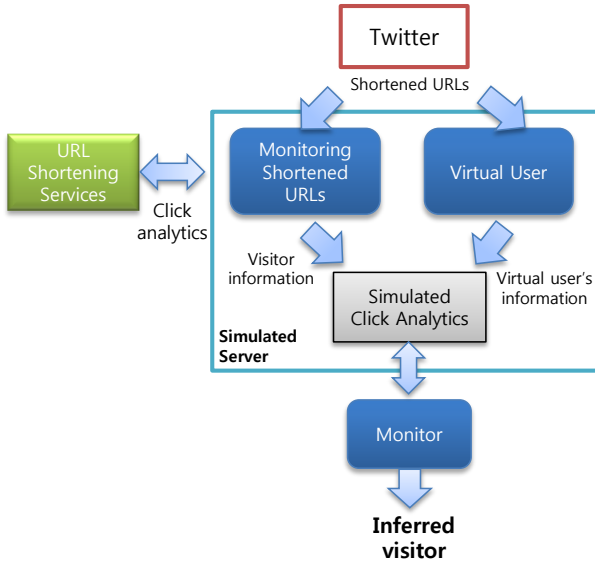 Twitter
Shortened URLs
URL
Shortening
Services
Monitoring
Shortened
URLs
Virtual User
Click
analytics
Visitor
information
Virtual user's
information
Simulated
Click Analytics
Simulated
Server
Monitor
Inferred
visitor